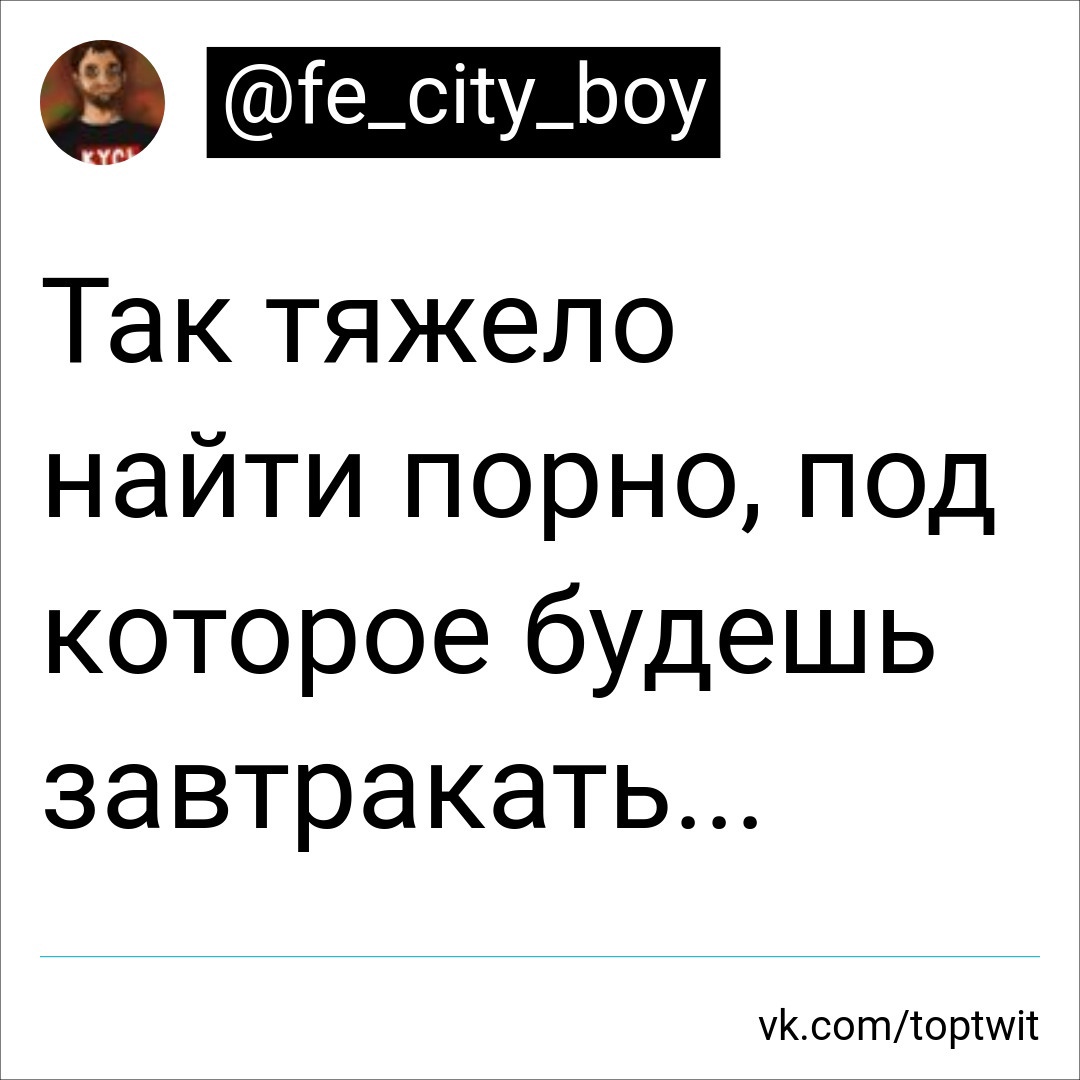 @fe_city_boy
Так тяжело
найти порно, под
которое будешь
завтракать...
vk.com/toptwit